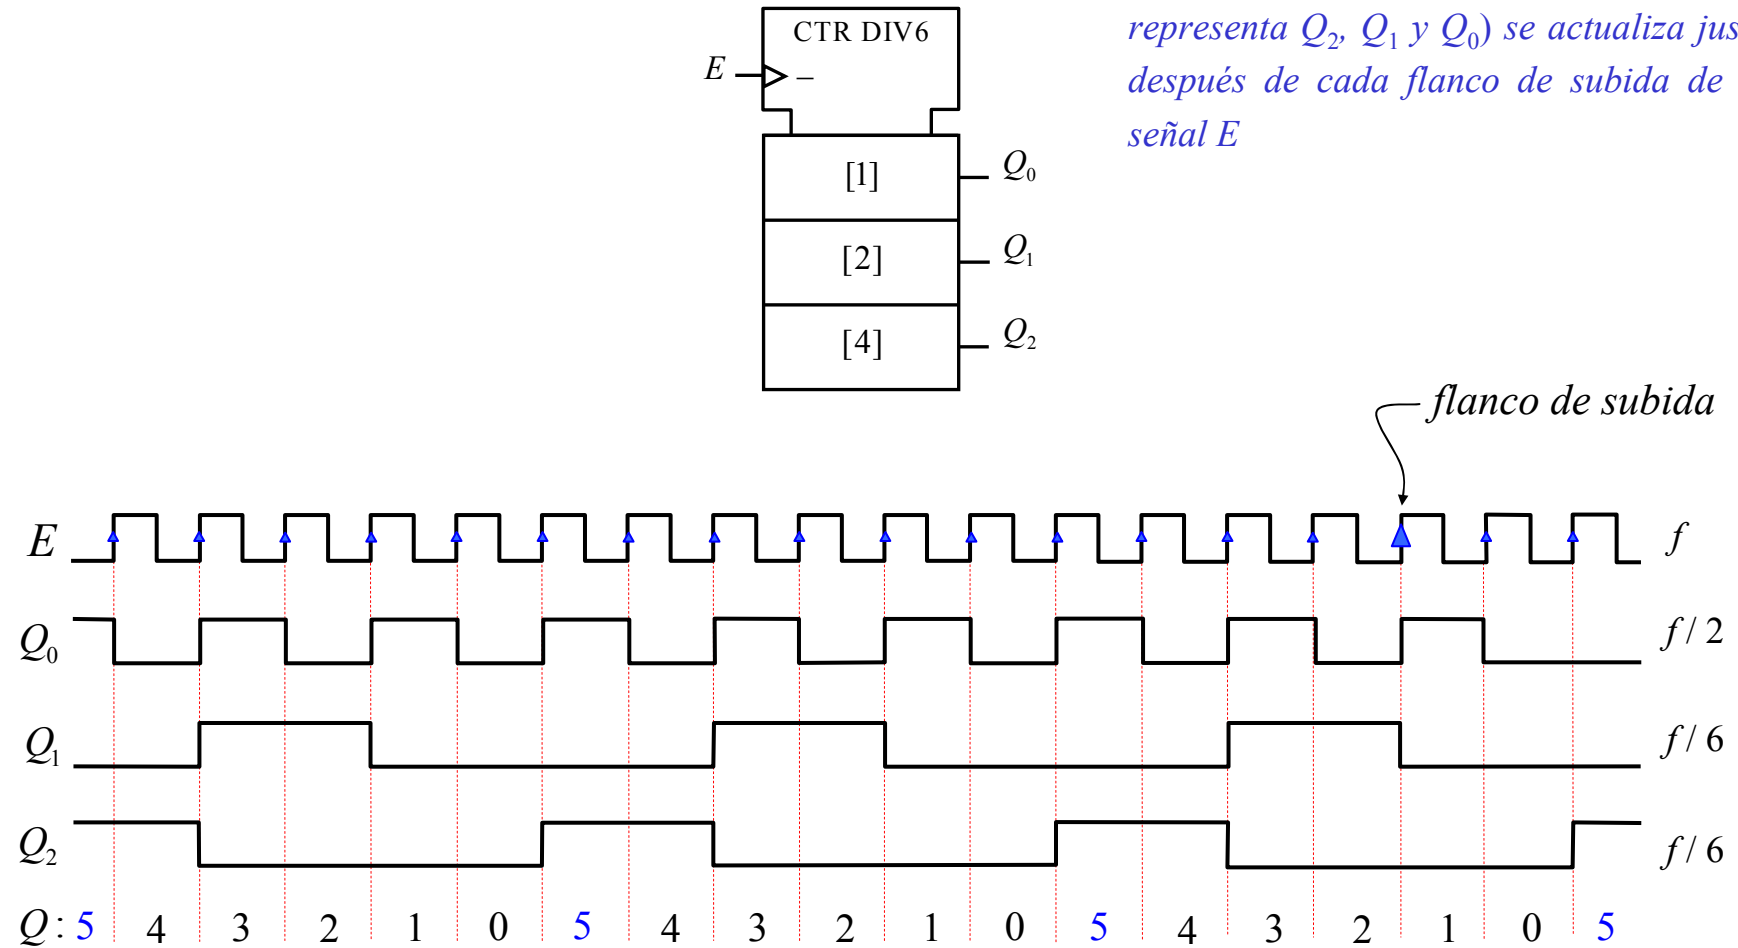 CTR DIV6
E
–
[1]
Q0
[2]
Q1
[4]
Q2
representa Q2, Q1 y Q0) se actualiza jus
después de cada flanco de subida de
señal E
flanco de subida
E
f
Q0
f / 2
Q1
f / 6
Q2
f / 6
Q : 5 4 3 2 1 0 5 4 3 2 1 0 5 4 3 2 1 0 5